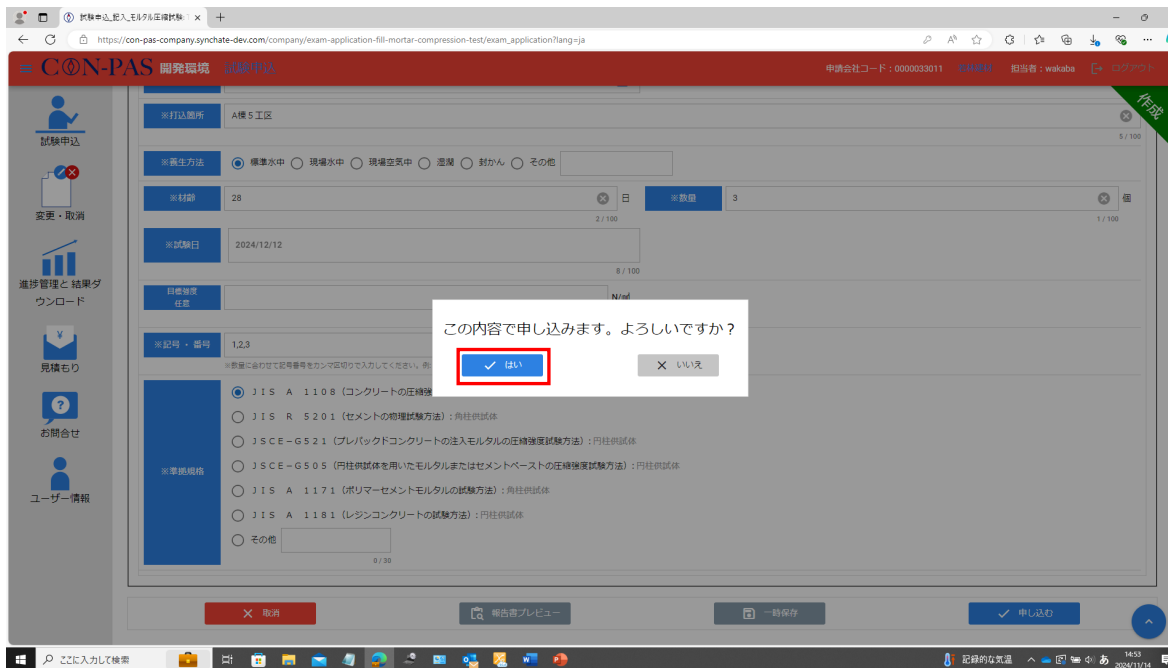 試験申込_記入_モルタル圧縮試験
https://con-pas-company.synchate-dev.com/company/exam-application-fill-mortar-compression-test/exam_application?lang=ja
CON-PAS 開発環境 試験申込
申請会社コード：0000033011
担当者：wakaba
ログアウト
作成
試験申込
変更・取消
進捗管理と 結果ダ
ウンロード
見積もり
お問合せ
ユーザー情報
※打込箇所 A橋５工区
5 / 100
※養生方法 標準水中 現場水中 現場空気中 湿潤 封かん その他
※材齢 28 日 ※数量 3 個
2 / 100 1 / 100
※試験日 2024/12/12
8 / 100
目標強度
任意
N/㎟
この内容で申し込みます。よろしいですか？
はい いいえ
※記号・番号 1,2,3
※数量に合わせて記号番号をカンマ区切りで入力してください。例:
※準拠規格
ＪＩＳ Ａ １１０８（コンクリートの圧縮強
ＪＩＳ Ｒ ５２０１（セメントの物理試験方法）: 角柱供試体
ＪＳＣＥ－Ｇ５２１（プレパックドコンクリートの注入モルタルの圧縮強度試験方法）: 円柱供試体
ＪＳＣＥ－Ｇ５０５（円柱供試体を用いたモルタルまたはセメントペーストの圧縮強度試験方法）: 円柱供試体
ＪＩＳ Ａ １１７１（ポリマーセメントモルタルの試験方法）: 角柱供試体
ＪＩＳ Ａ １１８１（レジンコンクリートの試験方法）: 円柱供試体
その他
0 / 30
取消 報告書プレビュー 一時保存 申し込む
ここに入力して検索
記録的な気温
あ
14:53
2024/11/14